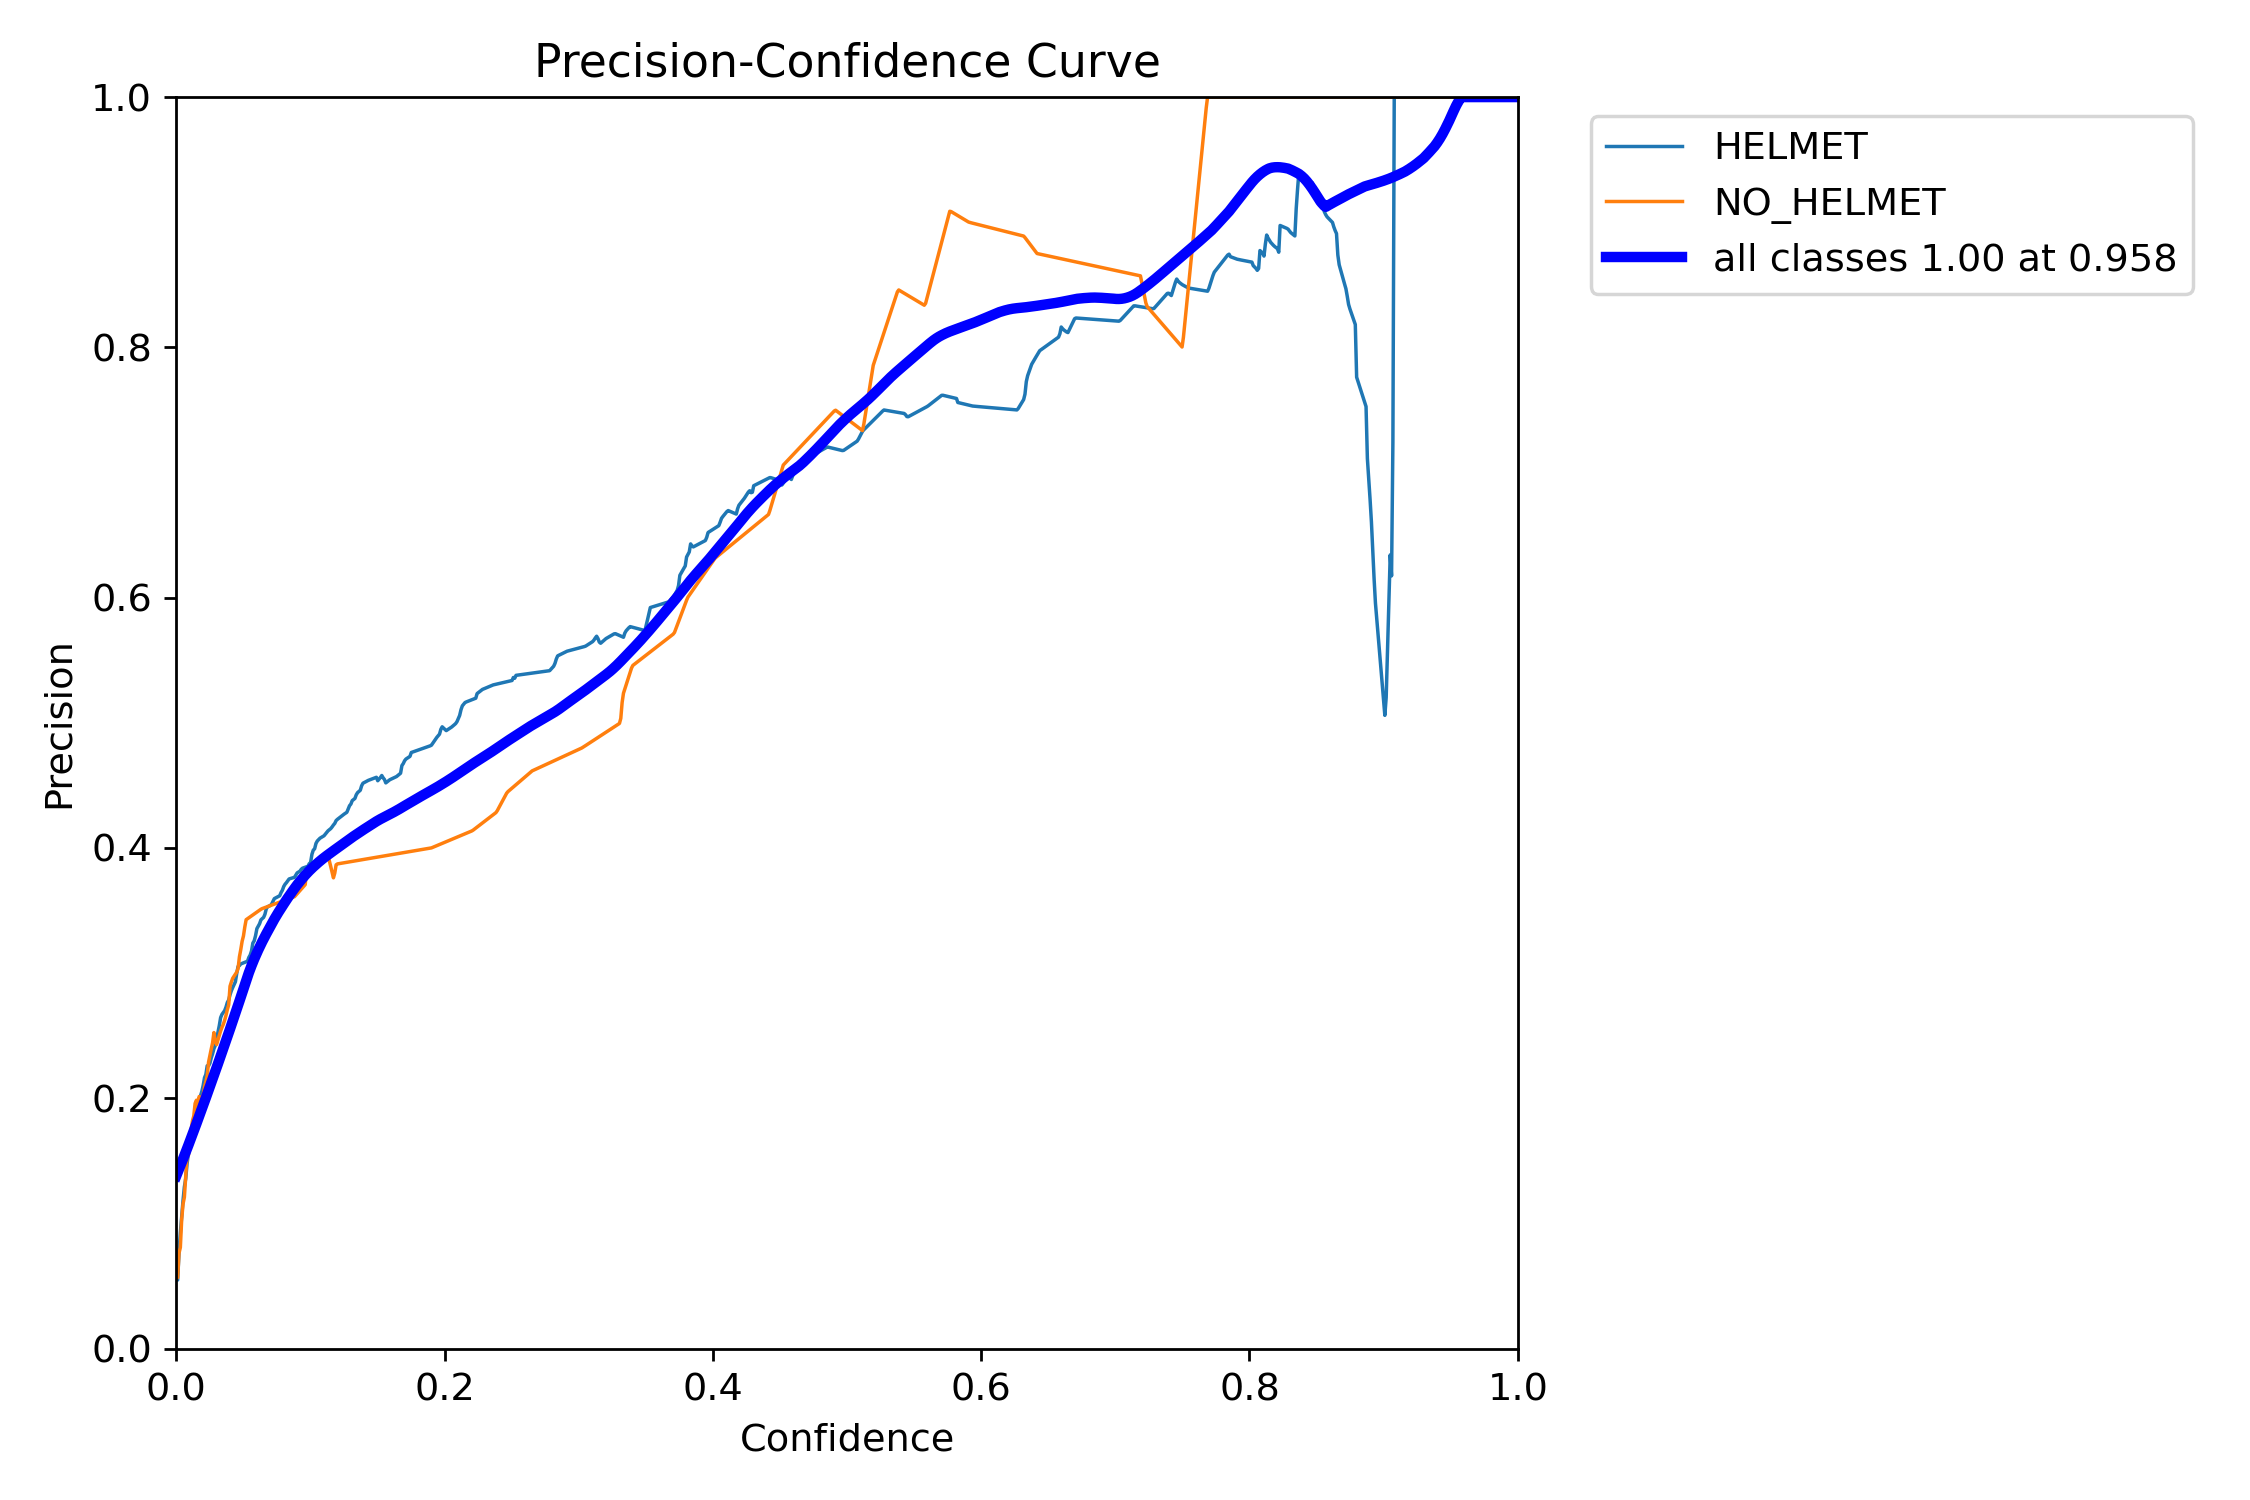 Precision-Confidence Curve
1.0
0.8
0.6
0.4
0.2
0.0
Precision
0.0 0.2 0.4 0.6 0.8 1.0
Confidence
HELMET
NO_HELMET
all classes 1.00 at 0.958